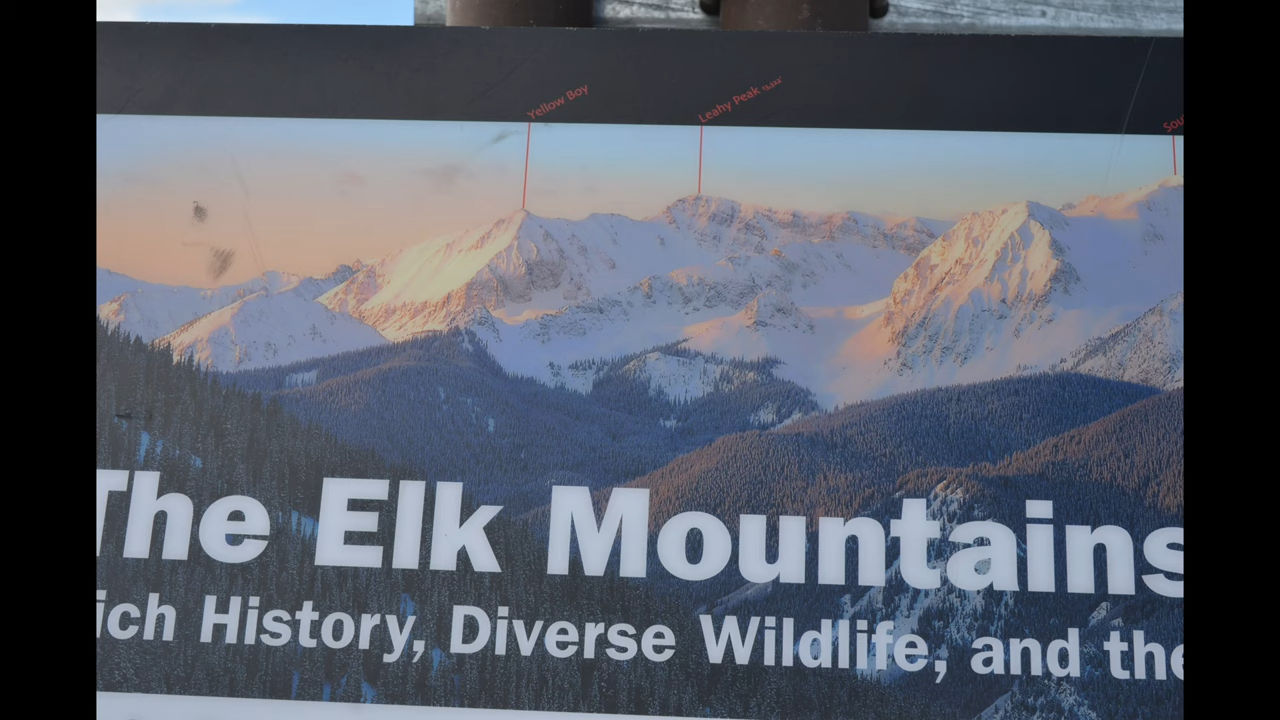 Yellow Boy
Leahy Peak
The Elk Mountains
ich History, Diverse Wildlife, and the